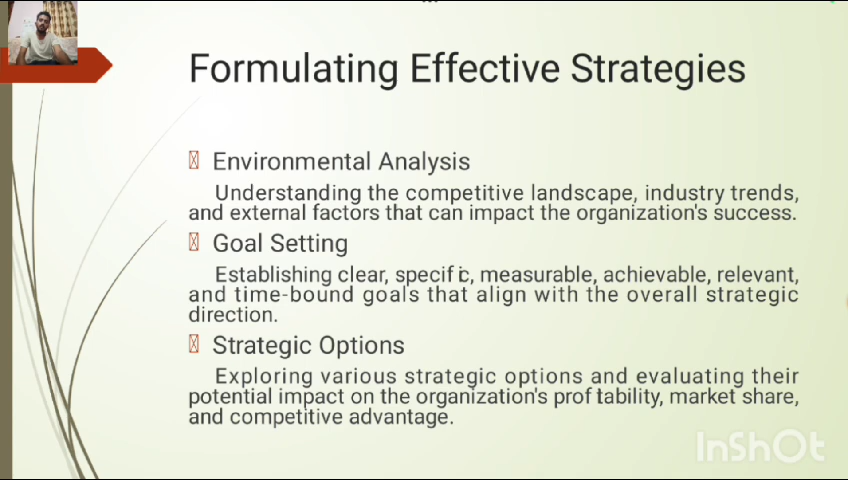 Formulating Effective Strategies
Environmental Analysis
Understanding the competitive landscape, industry trends,
and external factors that can impact the organization's success.
Goal Setting
Establishing clear, specific, measurable, achievable, relevant,
and time-bound goals that align with the overall strategic
direction.
Strategic Options
Exploring various strategic options and evaluating their
potential impact on the organization's prof tability, market share,
and competitive advantage.
InShOt